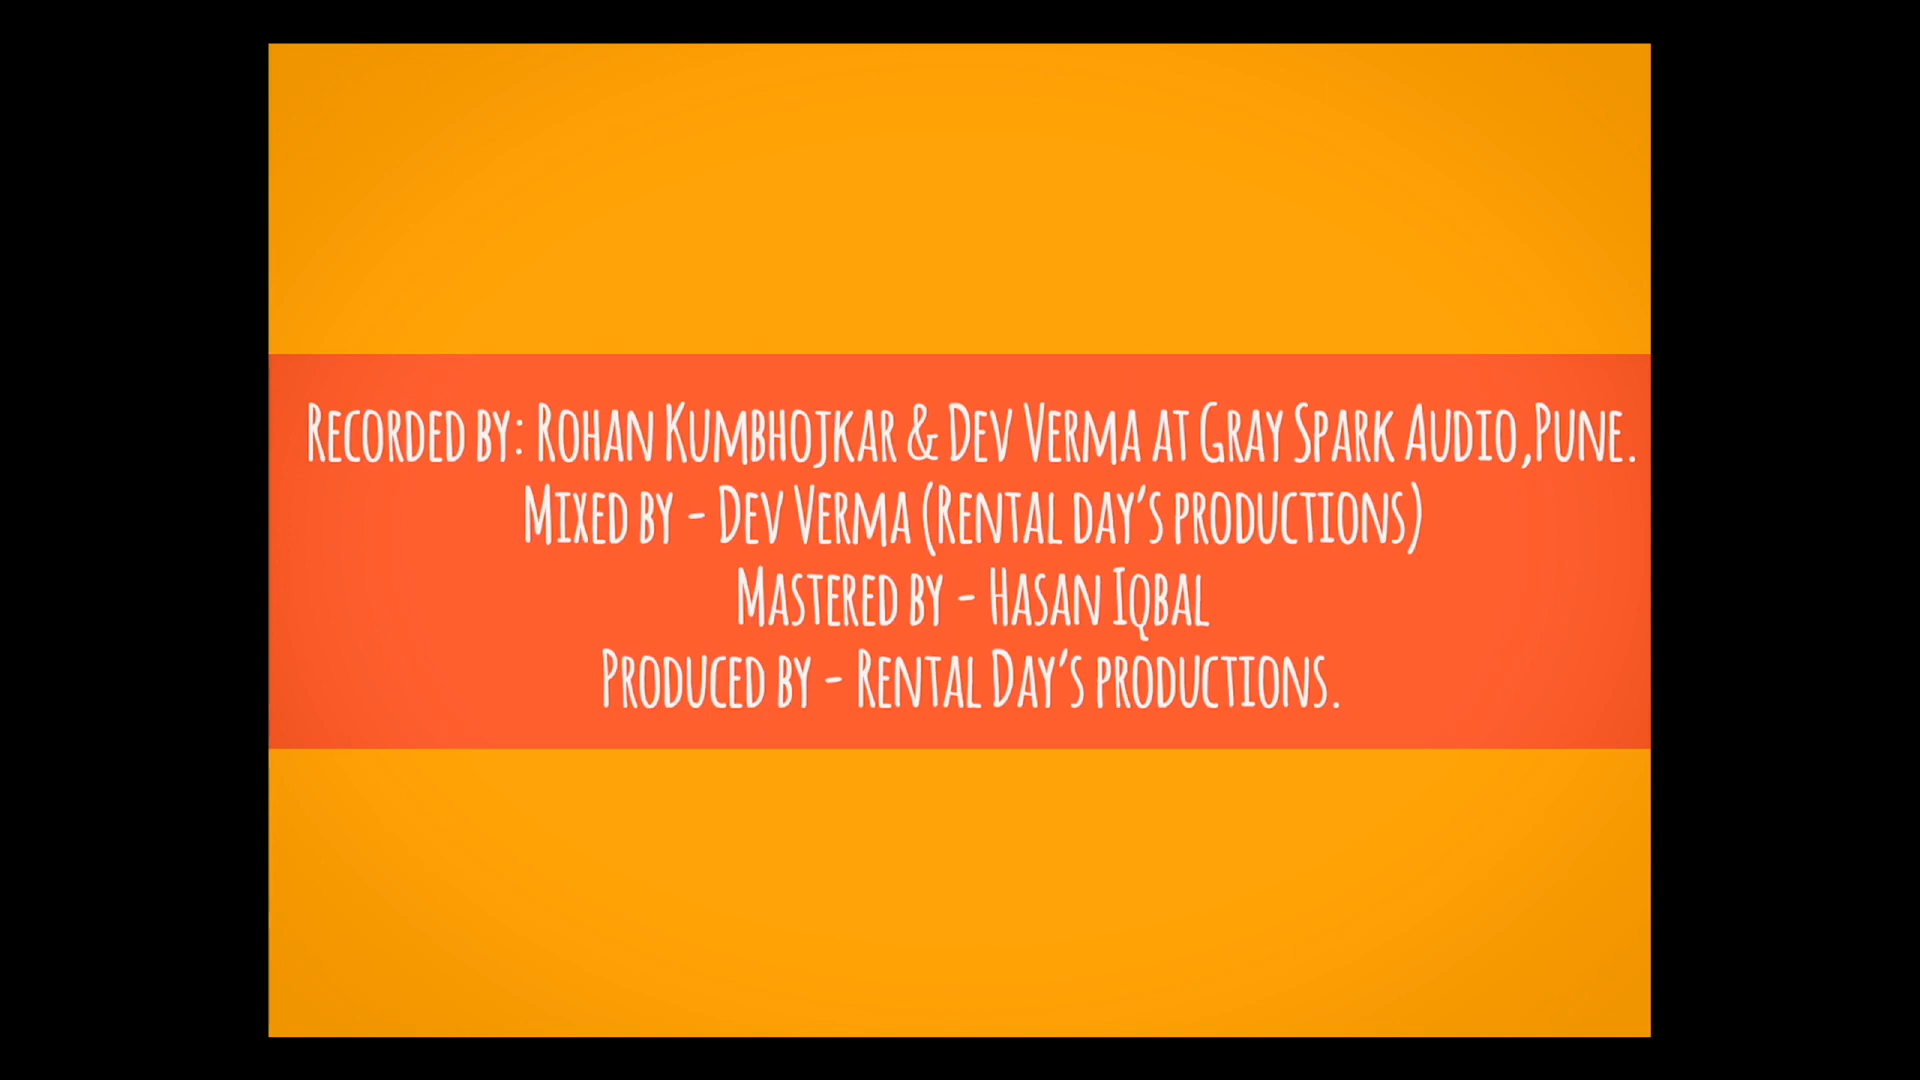 Recorded by: Rohan Kumbhojkar & Dev Verma at Gray Spark Audio,Pune.
Mixed by - Dev Verma (Rental day's productions)
Mastered by - Hasan Iqbal
Produced by - Rental Day's productions.